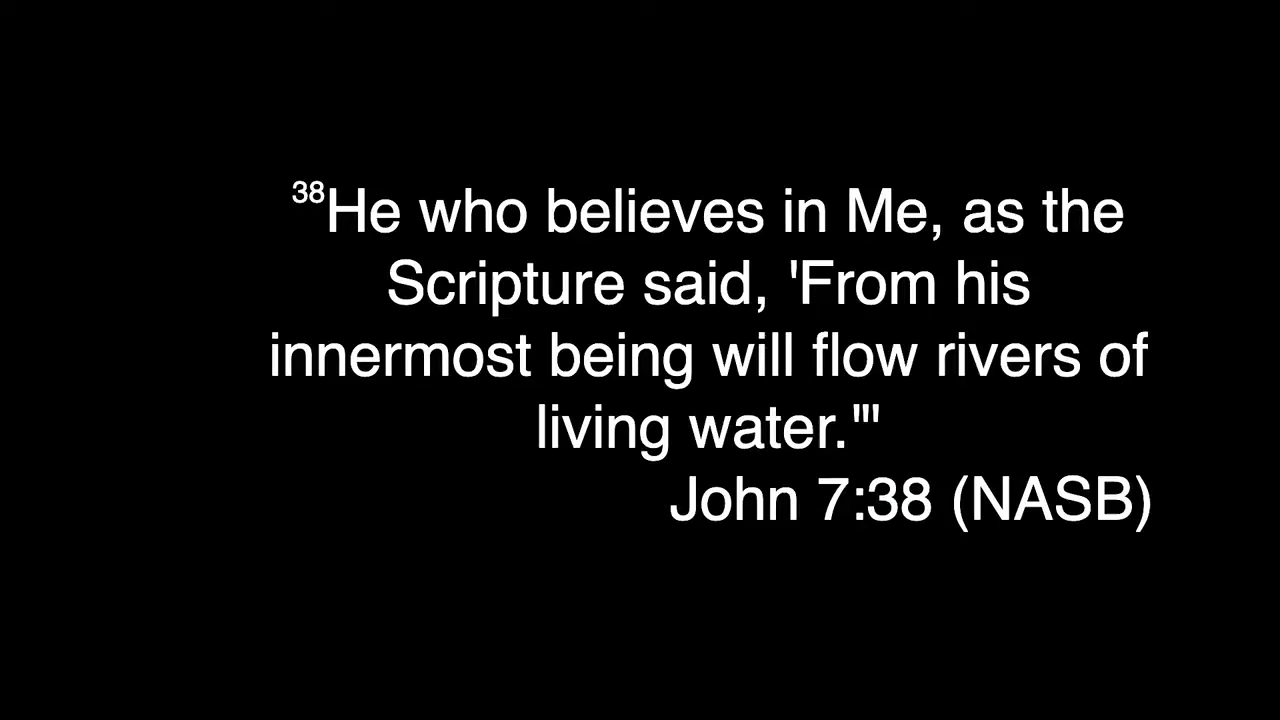 38He who believes in Me, as the
Scripture said, 'From his
innermost being will flow rivers of
living water.'"
John 7:38 (NASB)